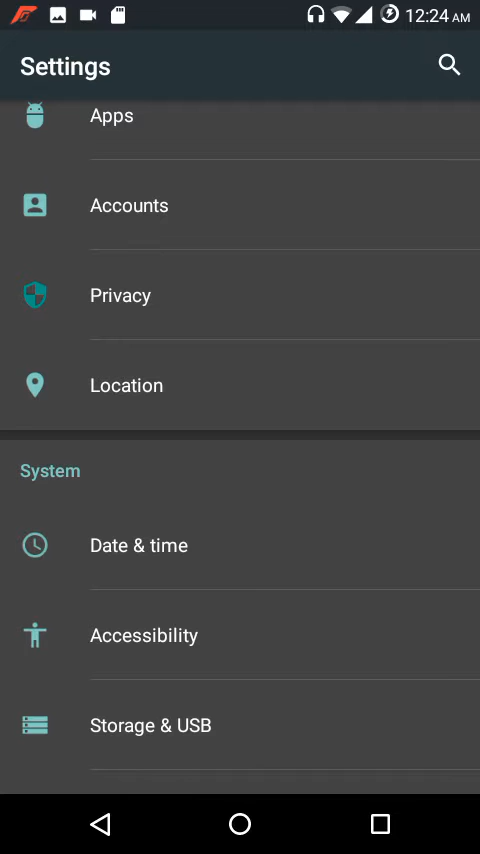 12:24 AM
Settings
Apps
Accounts
Privacy
Location
System
Date & time
Accessibility
Storage & USB